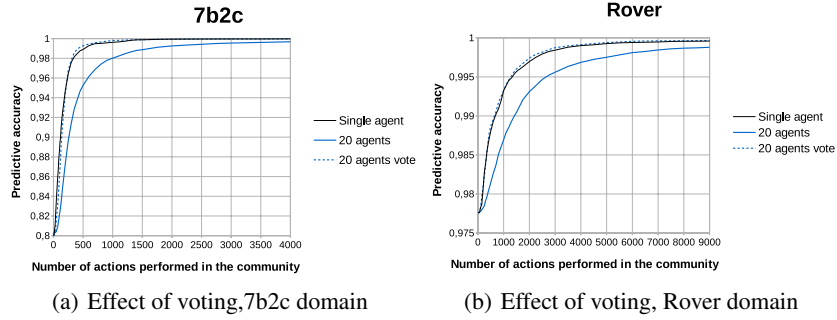 7b2c
1
0,98
0,96
0,94
0,92
0,9
0,88
0,86
0,84
0,82
0,8
Predictive accuracy
0 500 1000 1500 2000 2500 3000 3500 4000
Number of actions performed in the community
Single agent
20 agents
20 agents vote
(a) Effect of voting,7b2c domain
Rover
1
0,995
0,99
0,985
0,98
0,975
Predictive accuracy
0 1000 2000 3000 4000 5000 6000 7000 8000 9000
Number of actions performed in the community
Single agent
20 agents
20 agents vote
(b) Effect of voting, Rover domain